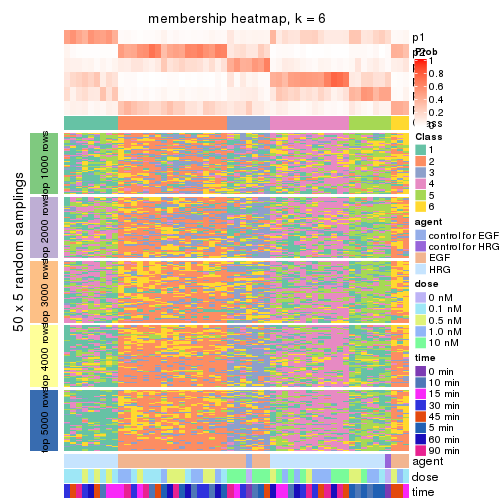 membership heatmap, k = 6
p1
p2
Prob
1
0.8
0.6
0.4
0.2
0
Class
1
2
3
4
5
6
agent
control for EGF
control for HRG
EGF
HRG
dose
0 nM
0.1 nM
0.5 nM
1.0 nM
10 nM
time
0 min
10 min
15 min
30 min
45 min
5 min
60 min
90 min
50 x 5 random samplings
top 1000 rows
top 2000 rows
top 3000 rows
top 4000 rows
top 5000 rows
agent
dose
time